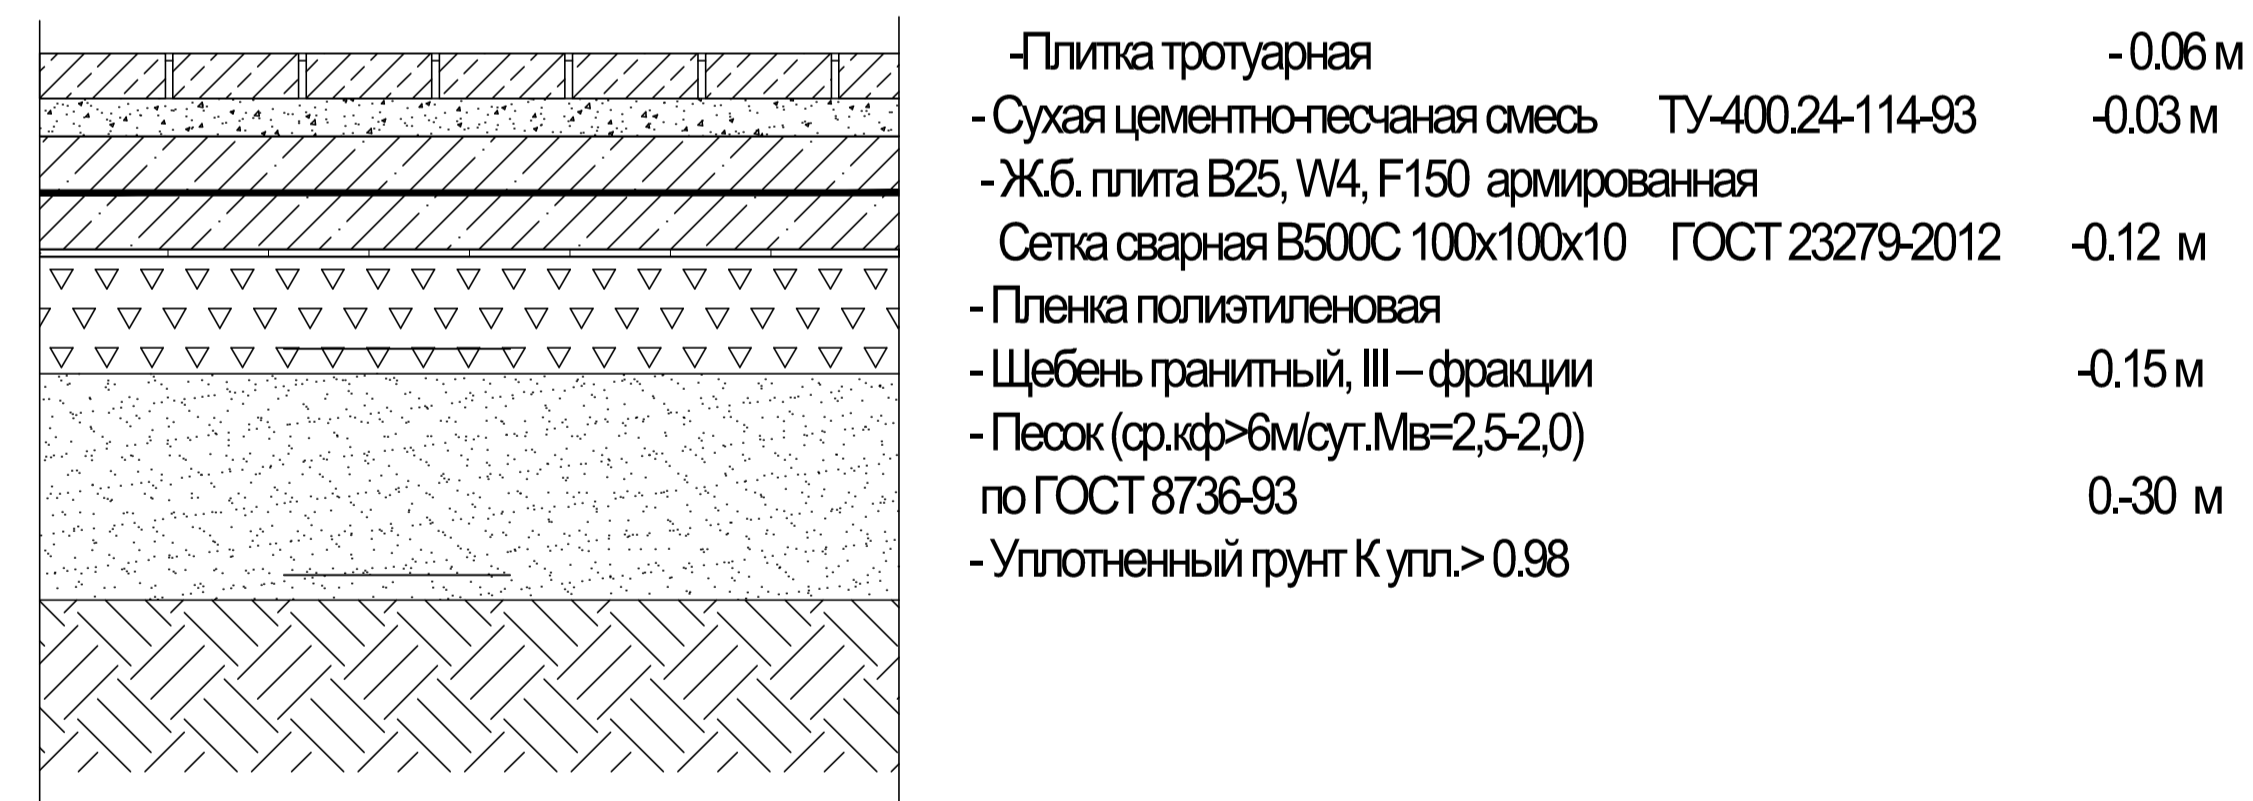 -Плитка тротуарная - 0.06 м
- Сухая цементно-песчаная смесь ТУ-400.24-114-93 -0.03 м
- Ж.б. плита В25, W4, F150 армированная
Сетка сварная В500С 100х100х10 ГОСТ 23279-2012 -0.12 м
- Пленка полиэтиленовая
- Щебень гранитный, III – фракции -0.15 м
- Песок (ср.кф>6м/сут.Мв=2,5-2,0)
по ГОСТ 8736-93 0.-30 м
- Уплотненный грунт К упл.> 0.98